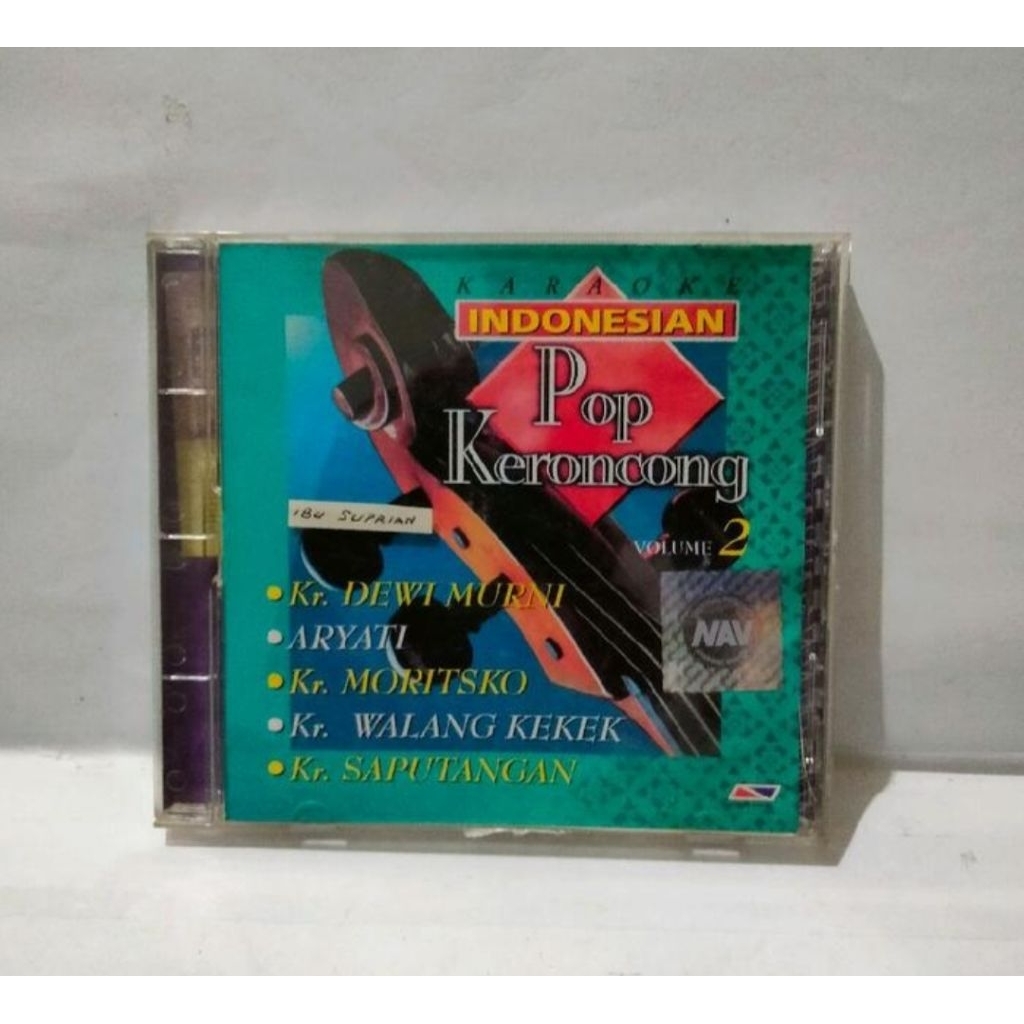 KARAOKE
INDONESIAN
Pop
Keroncong
VOLUME 2
IBU SUPRIAN
• Kr. DEWI MURNI
• ARYATI
• Kr. MORITSKO
• Kr. WALANG KEKEK
• Kr. SAPUTANGAN
NAV